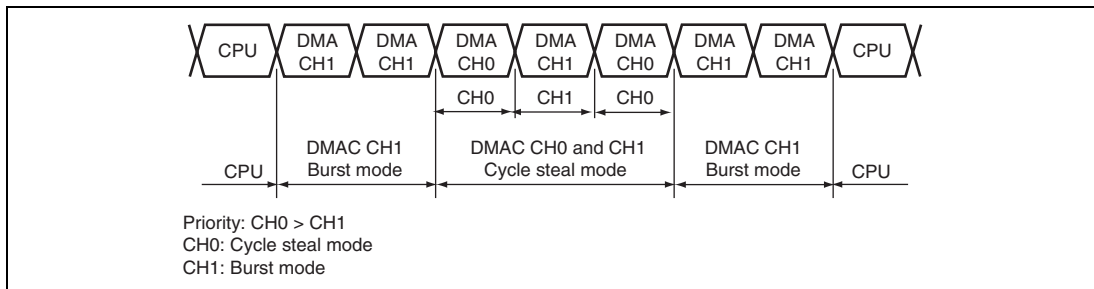 CPU DMA CH1 DMA CH1 DMA CH0 DMA CH1 DMA CH0 DMA CH1 DMA CH1 CPU
CH0 CH1 CH0
DMAC CH1 DMAC CH0 and CH1 DMAC CH1
CPU Burst mode Cycle steal mode Burst mode CPU
Priority: CH0 > CH1
CH0: Cycle steal mode
CH1: Burst mode